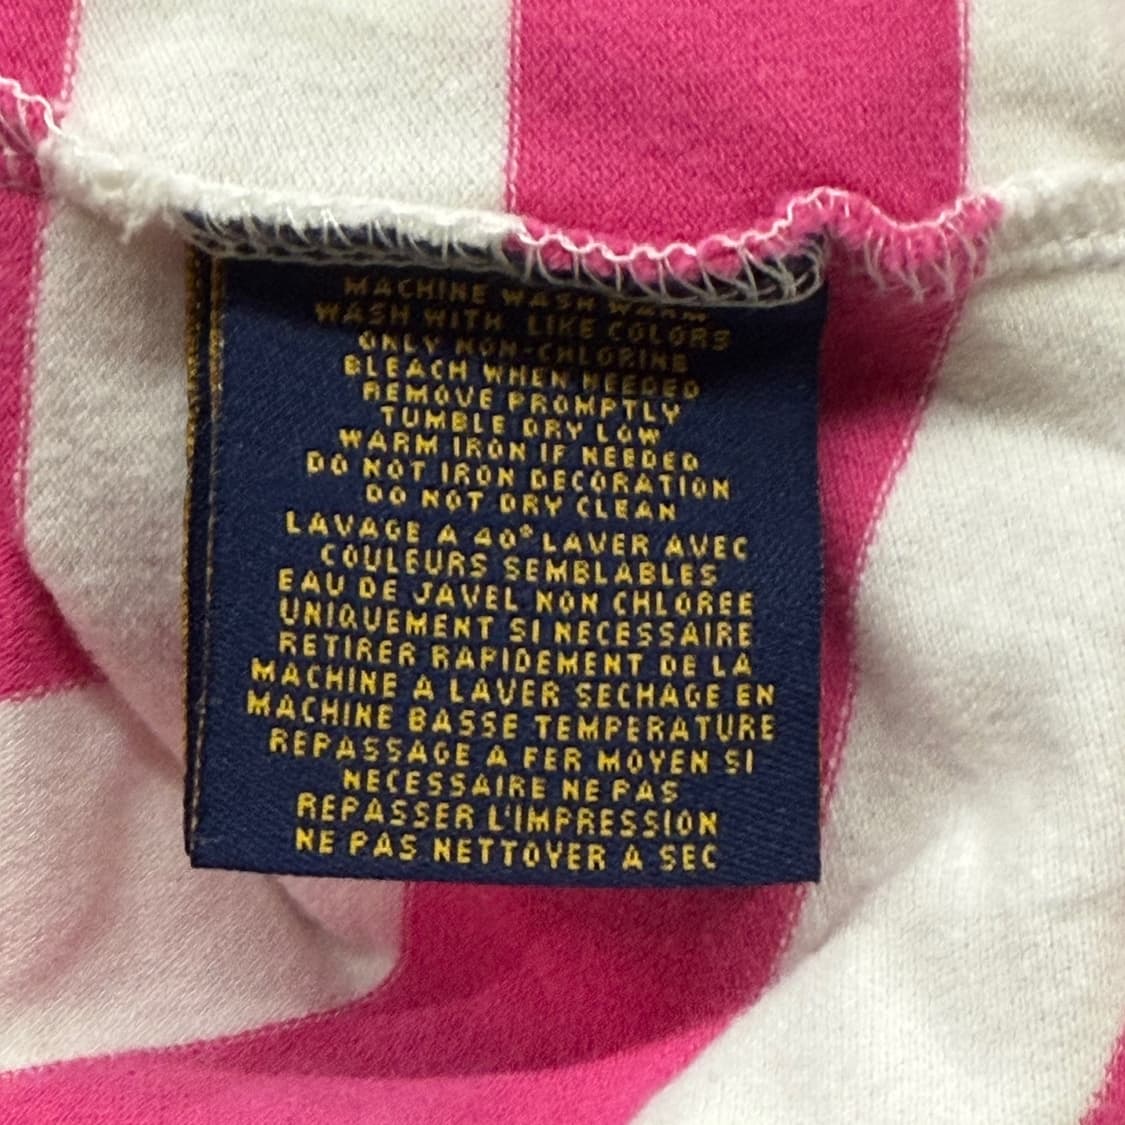 MACHINE WASH WARM
WASH WITH LIKE COLORS
ONLY NON-CHLORINE
BLEACH WHEN NEEDED
REMOVE PROMPTLY
TUMBLE DRY LOW
WARM IRON IF NEEDED
DO NOT IRON DECORATION
DO NOT DRY CLEAN
LAVAGE A 40° LAVER AVEC
COULEURS SEMBLABLES
EAU DE JAVEL NON CHLOREE
UNIQUEMENT SI NECESSAIRE
RETIRER RAPIDEMENT DE LA
MACHINE A LAVER SECHAGE EN
MACHINE BASSE TEMPERATURE
REPASSAGE A FER MOYEN SI
NECESSAIRE NE PAS
REPASSER L'IMPRESSION
NE PAS NETTOYER A SEC